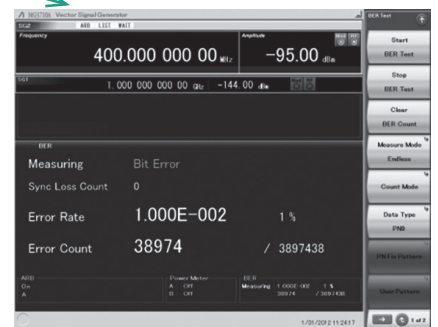 ANRITSU Vector Signal Generator
SG2 ARB LIST WAIT
Frequency
Amplitude
400.000 000 00 MHz
-95.00 dBm
SG1 1. 000 000 000 00 GHz -144. 00 dBm
BER
Measuring Bit Error
Sync Loss Count 0
Error Rate 1.000E-002 1 %
Error Count 38974 / 3897438
ARB
On
A
Power Meter
A : Off
B : Off
BER
Measuring 1.000E-002 1 %
38974 / 3897438
1/31/2012 11:24:17
BER Test
Start
BER Test
Stop
BER Test
Clear
BER Count
Measure Mode
Endless
Count Mode
Data Type
PN9
PN Fix Pattern
User Pattern
1 of 2